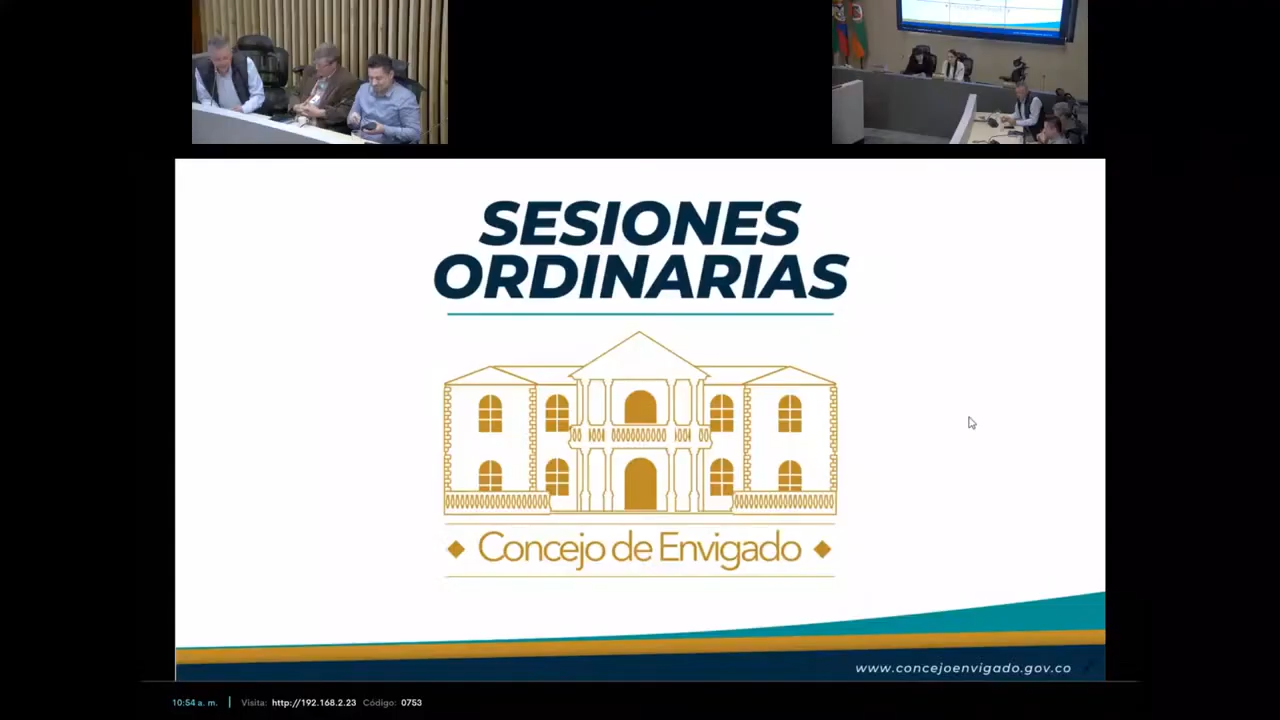 SESIONES
ORDINARIAS
Concejo de Envigado
www.concejoenvigado.gov.co
10:54 a. m. Visita: http://192.168.2.23 Código: 0753